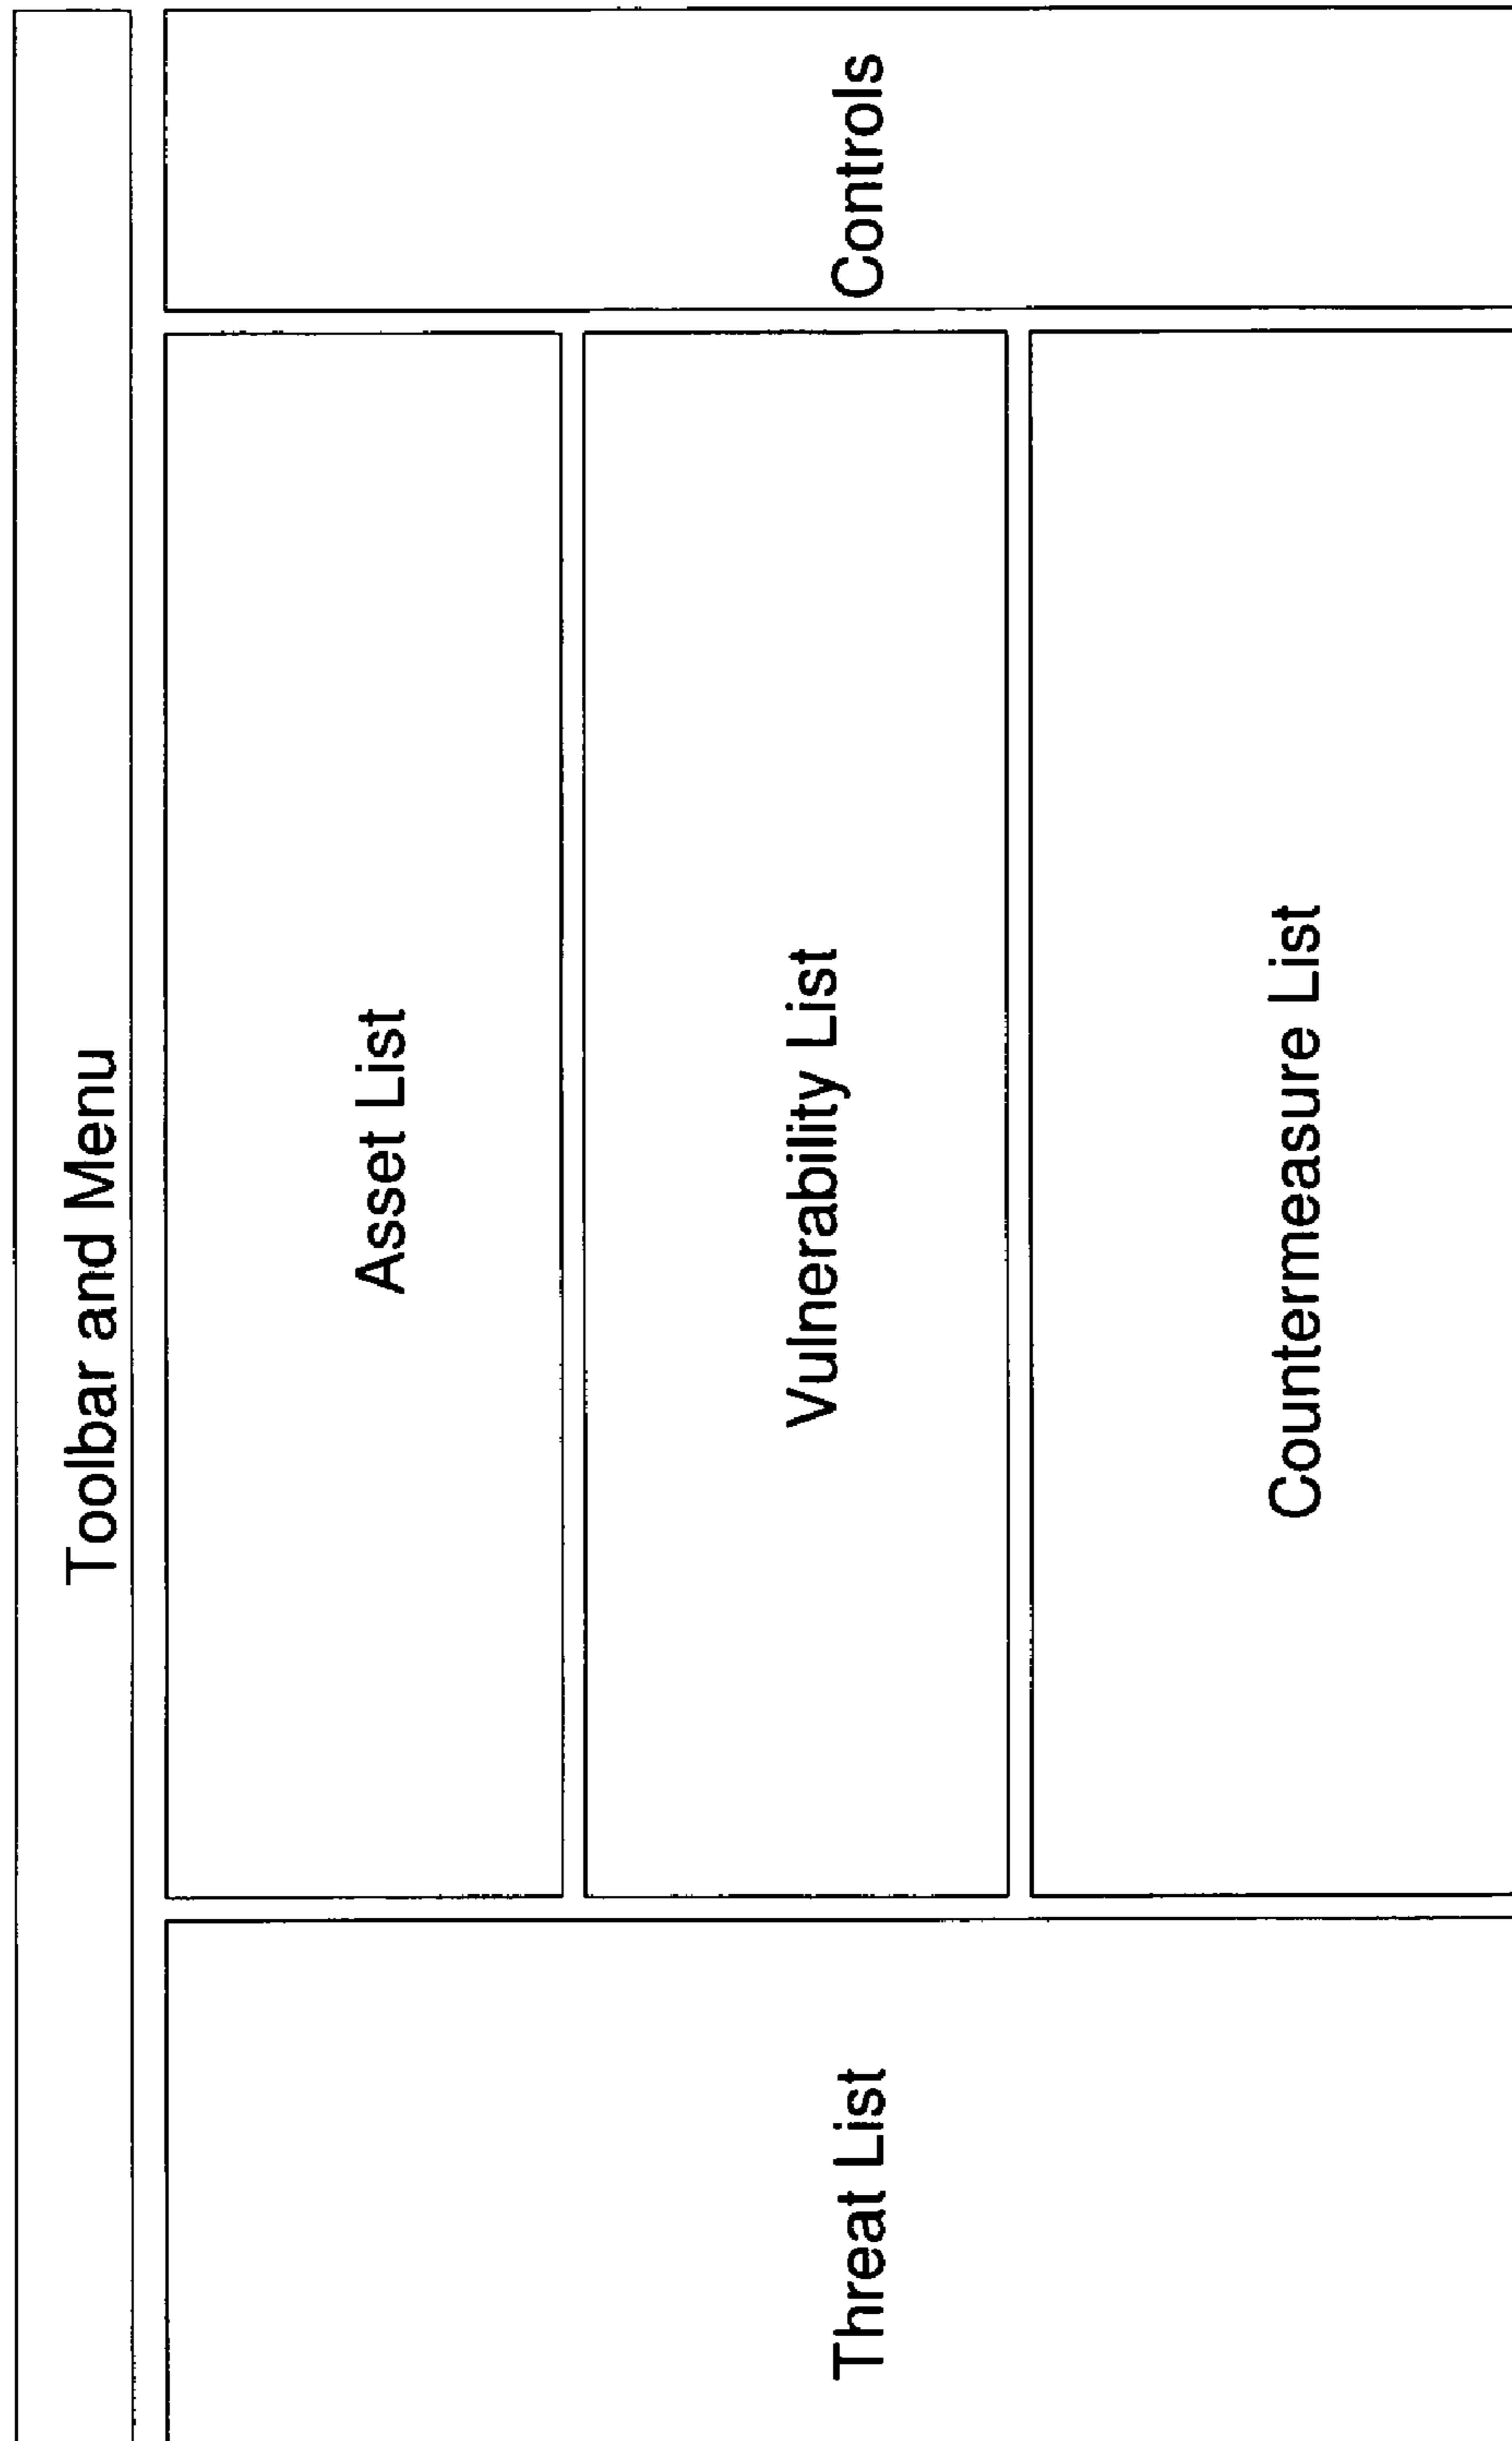 Toolbar and Menu
Threat List
Asset List
Vulnerability List
Countermeasure List
Controls